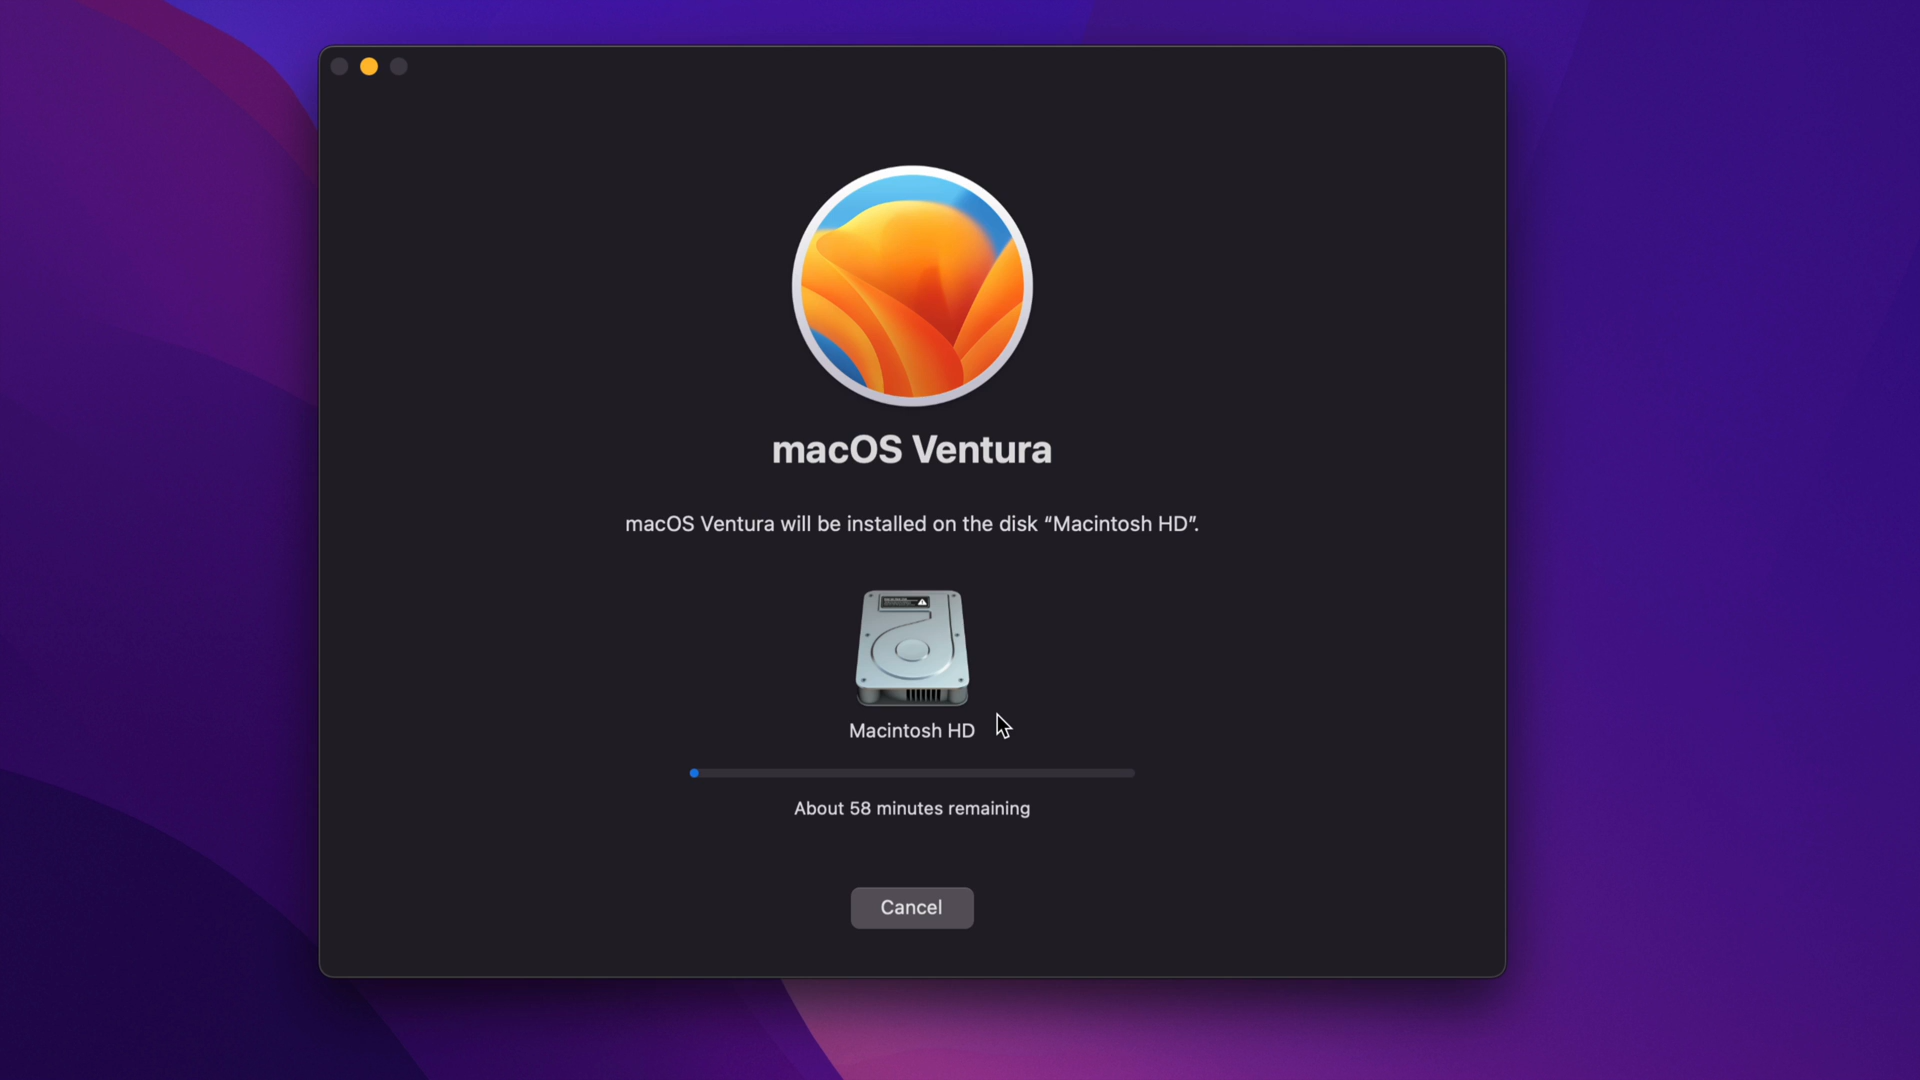 macOS Ventura
macOS Ventura will be installed on the disk “Macintosh HD”.
Macintosh HD
About 58 minutes remaining
Cancel